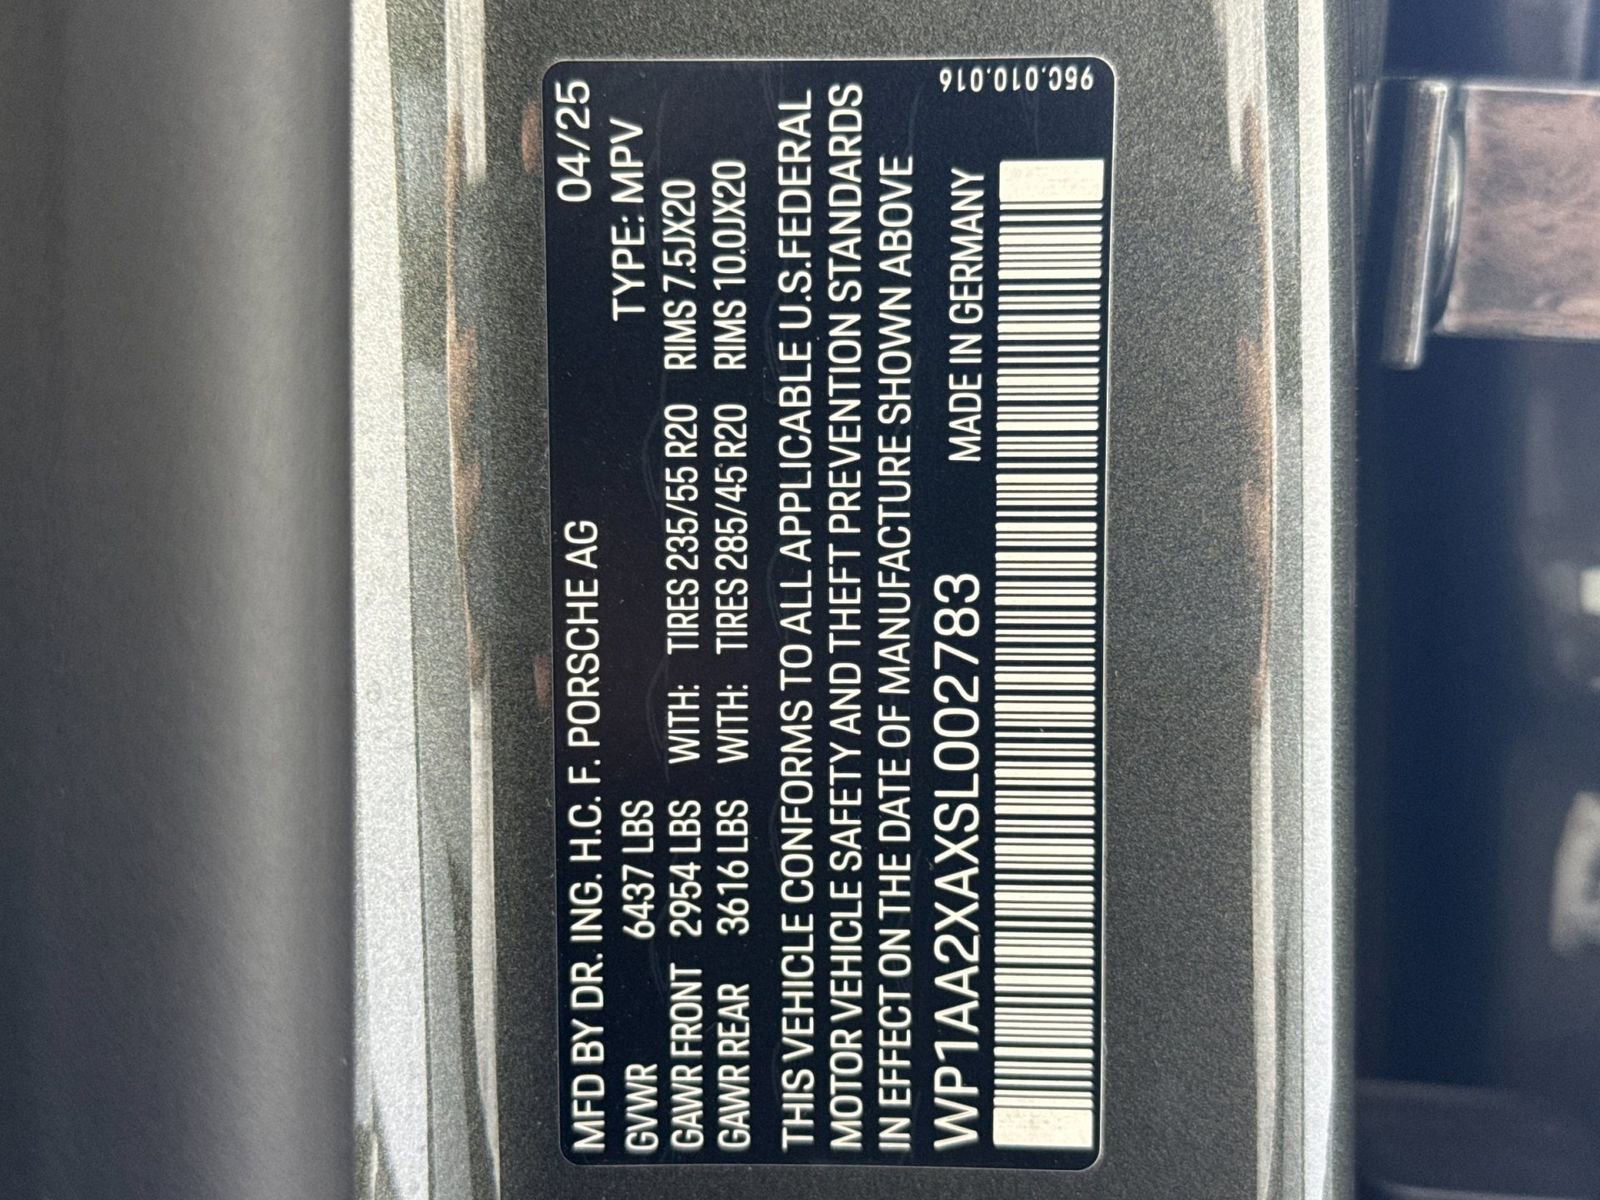 MFD BY DR. ING. H.C. F. PORSCHE AG 04/25
GVWR 6437 LBS TYPE: MPV
GAWR FRONT 2954 LBS WITH: TIRES 235/55 R20 RIMS 7.5JX20
GAWR REAR 3616 LBS WITH: TIRES 285/45 R20 RIMS 10.0JX20
THIS VEHICLE CONFORMS TO ALL APPLICABLE U.S.FEDERAL
MOTOR VEHICLE SAFETY AND THEFT PREVENTION STANDARDS
IN EFFECT ON THE DATE OF MANUFACTURE SHOWN ABOVE
WP1AA2XAXSL002783 MADE IN GERMANY
95C.010.016